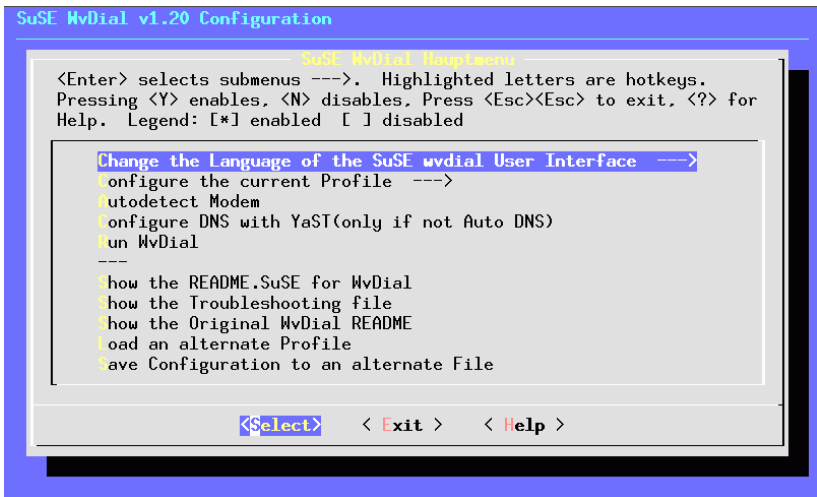 SuSE WvDial v1.20 Configuration
SuSE WvDial Hauptmenu
<Enter> selects submenus --->.  Highlighted letters are hotkeys.
Pressing <Y> enables, <N> disables, Press <Esc><Esc> to exit, <?> for
Help.  Legend: [*] enabled  [ ] disabled
Change the Language of the SuSE wvdial User Interface  --->
Configure the current Profile  --->
Autodetect Modem
Configure DNS with YaST(only if not Auto DNS)
Run WvDial
---
Show the README.SuSE for WvDial
Show the Troubleshooting file
Show the Original WvDial README
Load an alternate Profile
Save Configuration to an alternate File
<Select>    < Exit >    < Help >